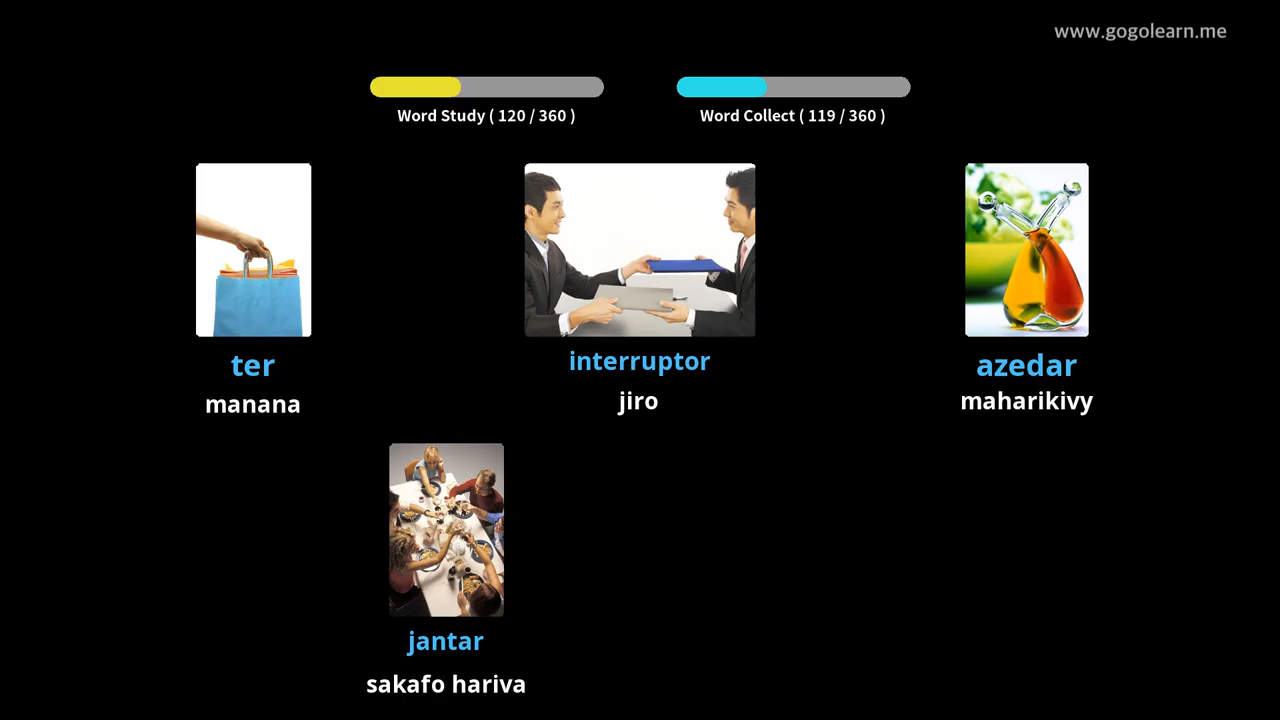 www.gogolearn.me
Word Study ( 120 / 360 )
Word Collect ( 119 / 360 )
ter
manana
interruptor
jiro
azedar
maharikivy
jantar
sakafo hariva